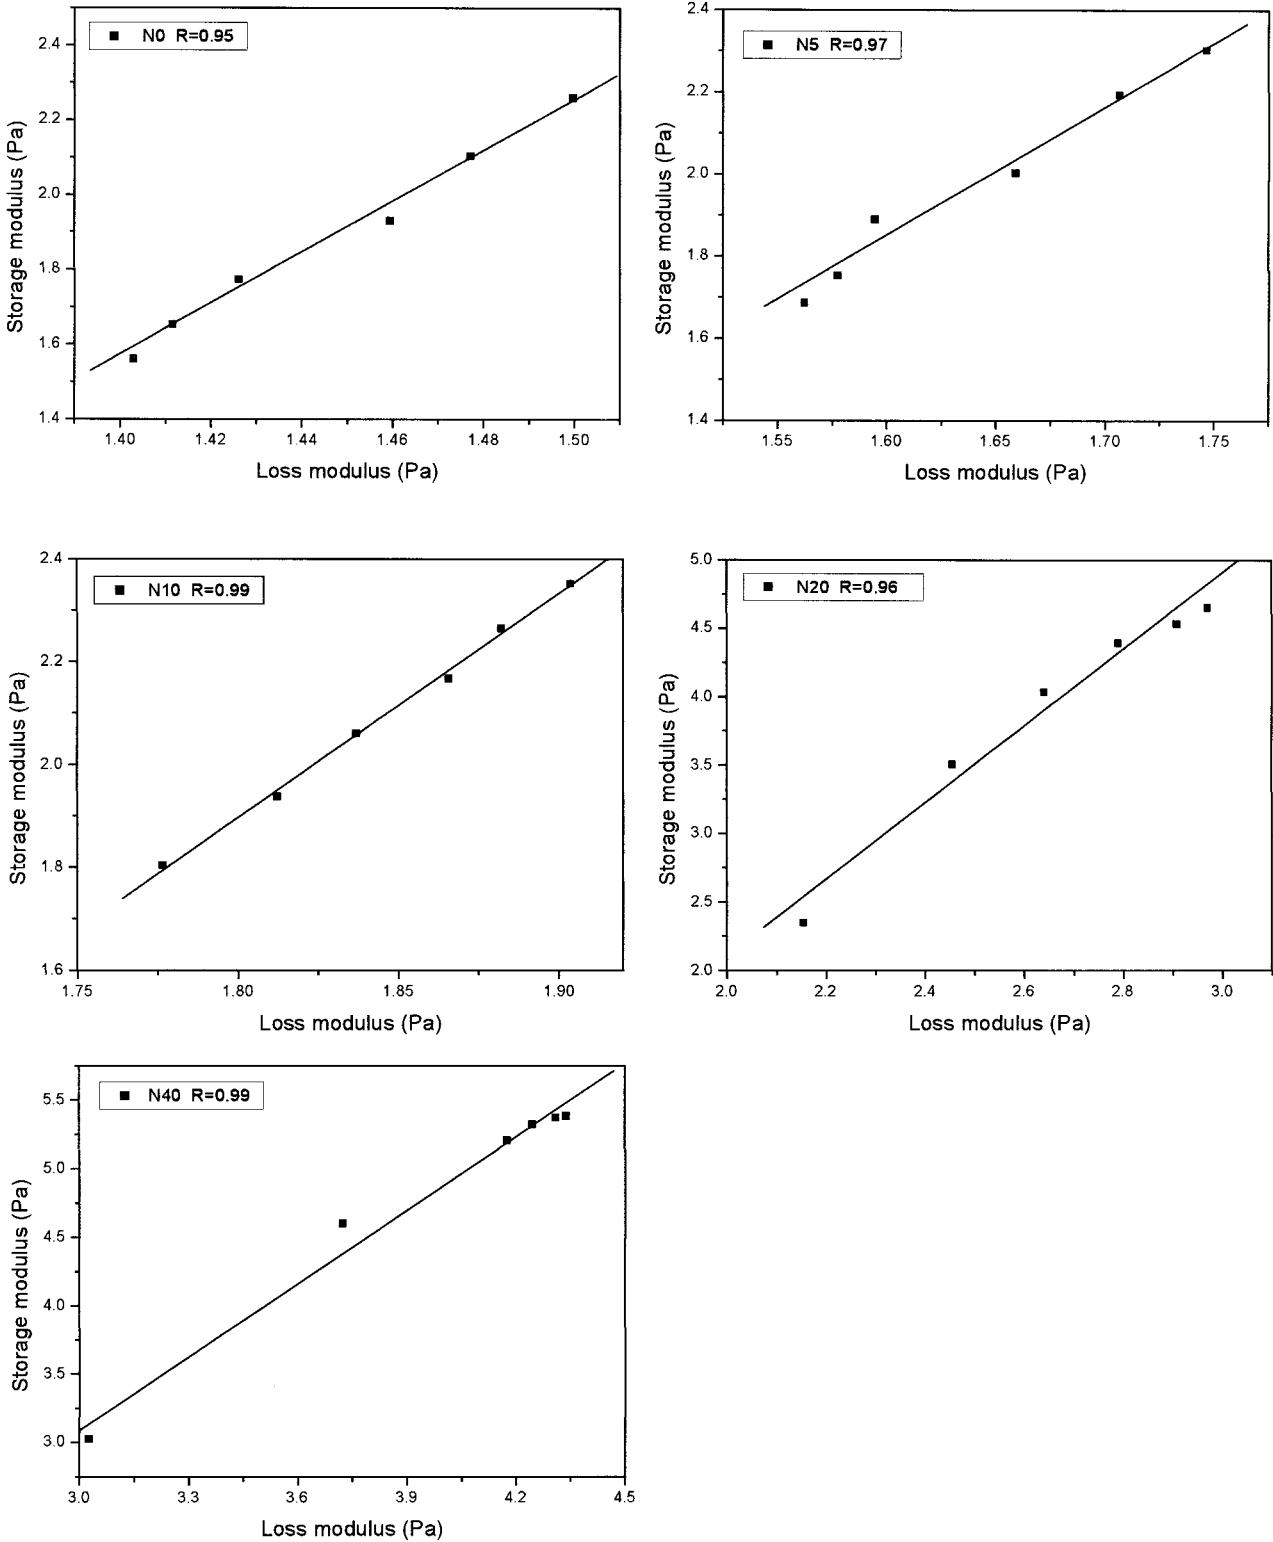 N0 R=0.95
2.4
2.2
2.0
1.8
1.6
1.4
Storage modulus (Pa)
1.40 1.42 1.44 1.46 1.48 1.50
Loss modulus (Pa)
N5 R=0.97
2.4
2.2
2.0
1.8
1.6
1.4
Storage modulus (Pa)
1.55 1.60 1.65 1.70 1.75
Loss modulus (Pa)
N10 R=0.99
2.4
2.2
2.0
1.8
1.6
Storage modulus (Pa)
1.75 1.80 1.85 1.90
Loss modulus (Pa)
N20 R=0.96
5.0
4.5
4.0
3.5
3.0
2.5
2.0
Storage modulus (Pa)
2.0 2.2 2.4 2.6 2.8 3.0
Loss modulus (Pa)
N40 R=0.99
5.5
5.0
4.5
4.0
3.5
3.0
Storage modulus (Pa)
3.0 3.3 3.6 3.9 4.2 4.5
Loss modulus (Pa)